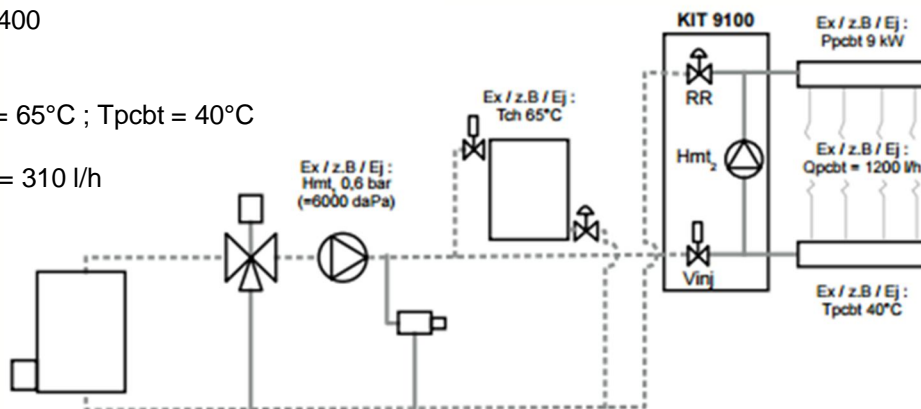 400
= 65°C ; Tpcbt = 40°C
= 310 l/h
KIT 9100
Ex / z.B / Ej :
Ppcbt 9 kW
RR
Ex / z.B / Ej :
Tch 65°C
Hmt₂
Ex / z.B / Ej :
Qpcbt = 1200 l/h
Ex / z.B / Ej :
Hmt, 0,6 bar
(=6000 daPa)
Vinj
Ex / z.B / Ej :
Tpcbt 40°C